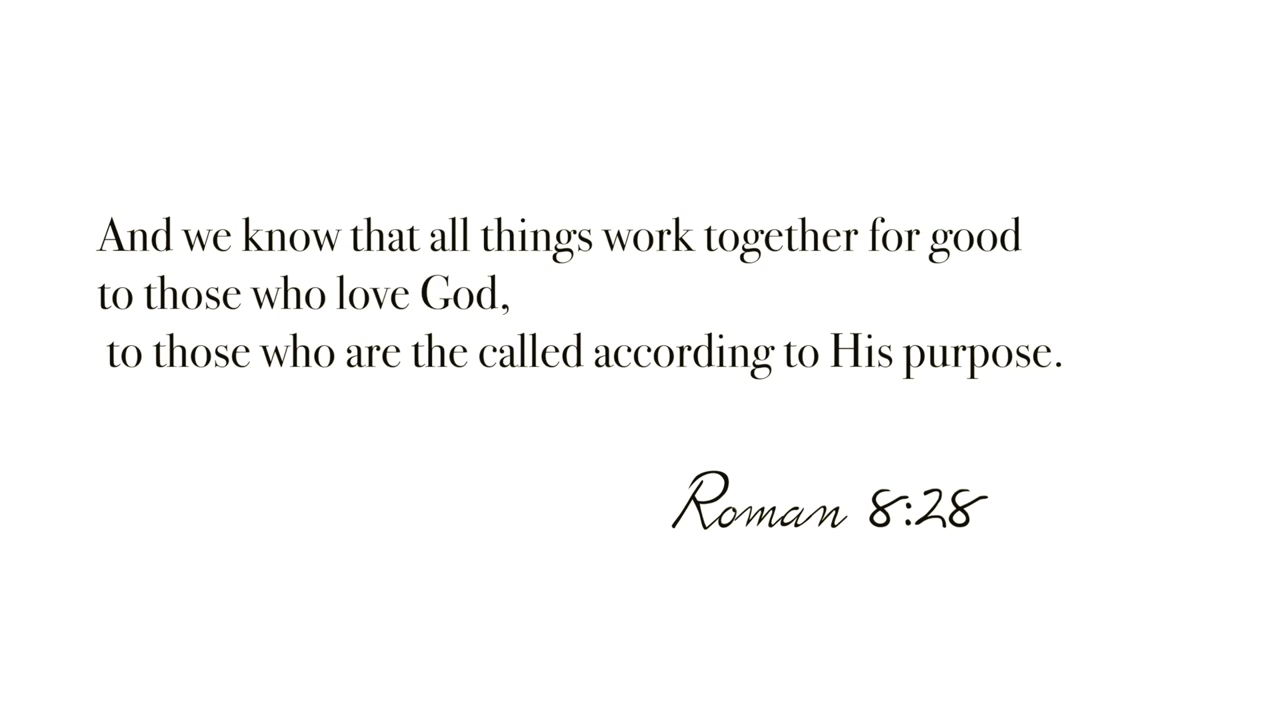 And we know that all things work together for good
to those who love God,
to those who are the called according to His purpose.
Roman 8:28